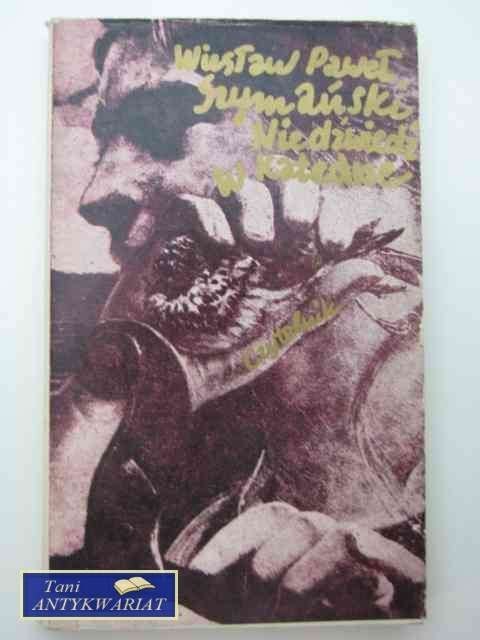 Wiesław Paweł
Szymański
Niedźwiedź
w katedrze
czytelnik
Tani
ANTYKWARIAT